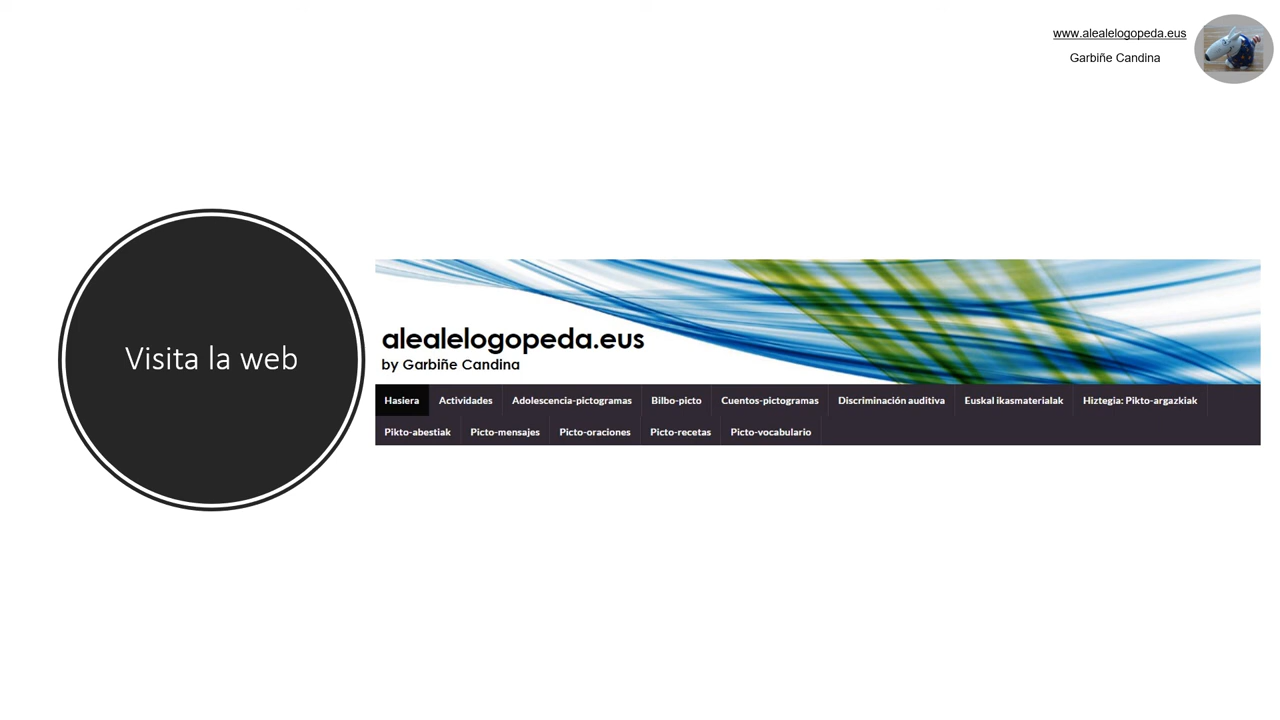 www.alealelogopeda.eus
Garbiñe Candina
Visita la web
alealelogopeda.eus
by Garbiñe Candina
Hasiera Actividades Adolescencia-pictogramas Bilbo-picto Cuentos-pictogramas Discriminación auditiva Euskal ikasmaterialak Hiztegia: Pikto-argazkiak
Pikto-abestiak Picto-mensajes Picto-oraciones Picto-recetas Picto-vocabulario